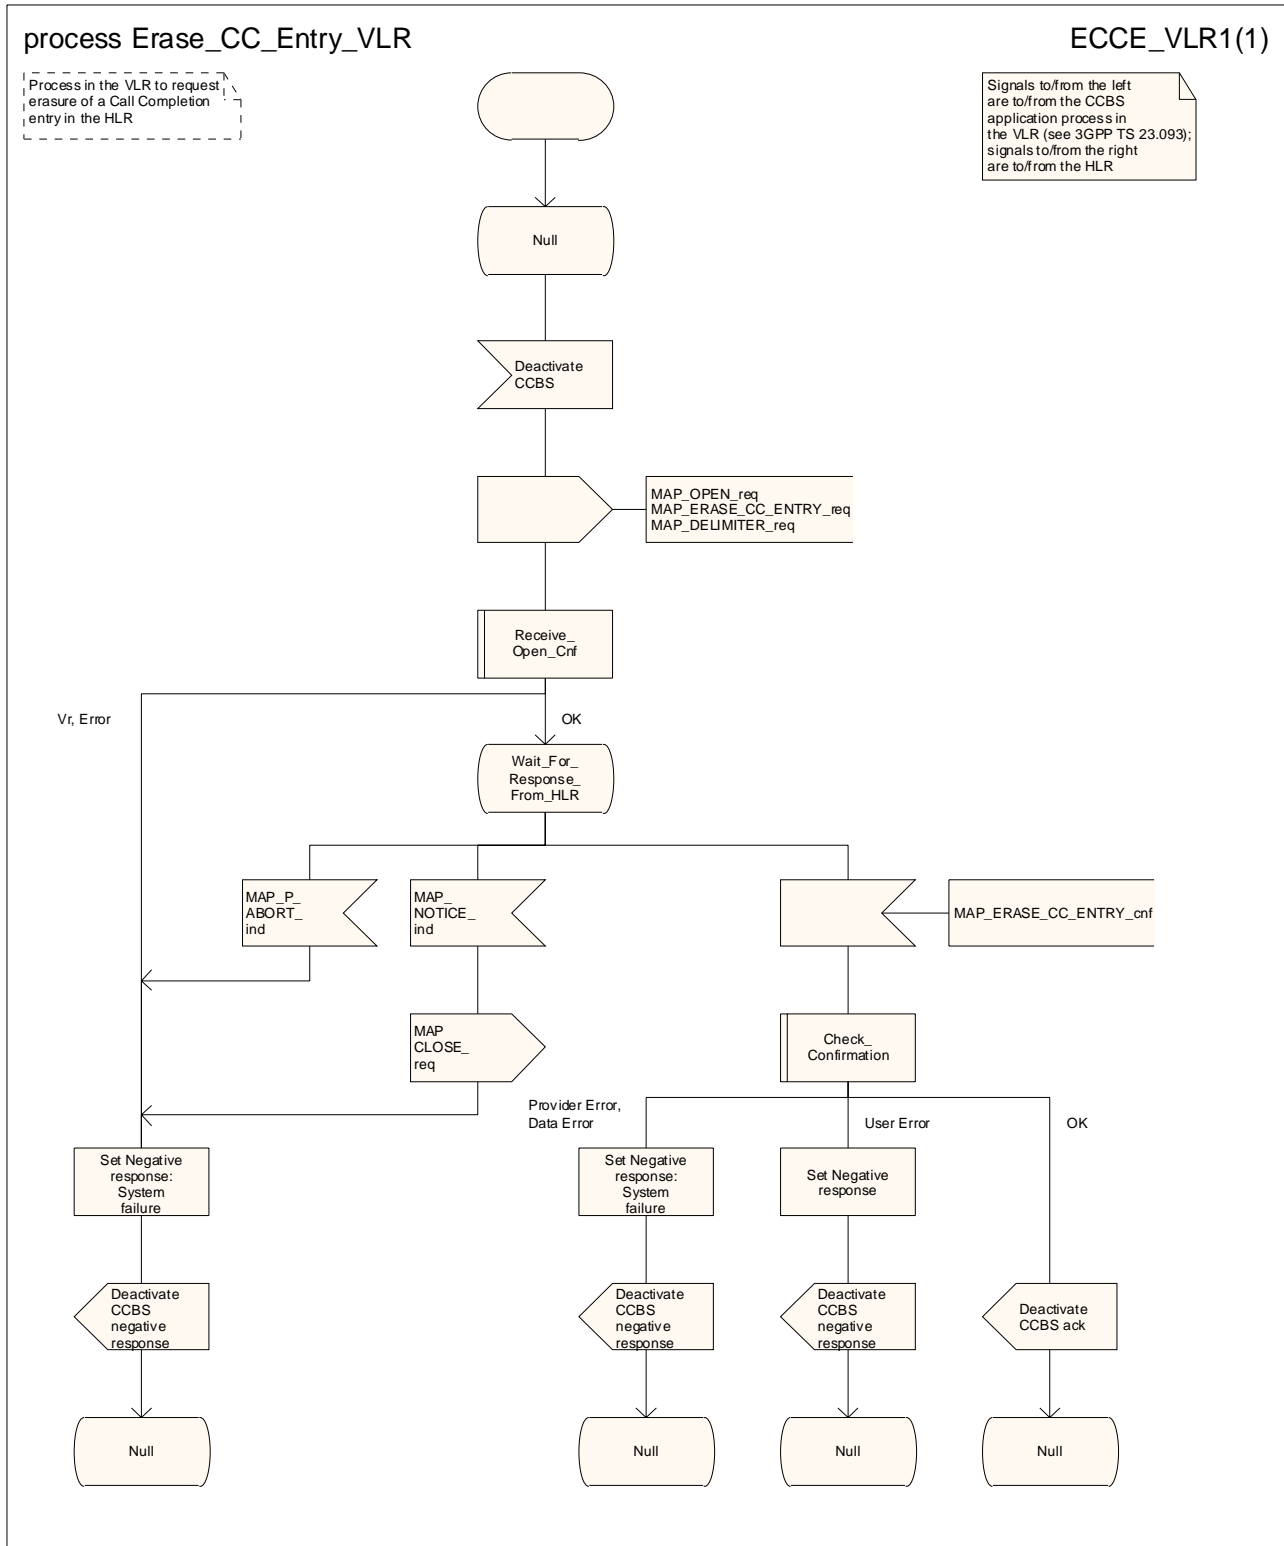 process Erase_CC_Entry_VLR
ECCE_VLR1(1)
Process in the VLR to request
erasure of a Call Completion
entry in the HLR
Signals to/from the left
are to/from the CCBS
application process in
the VLR (see 3GPP TS 23.093);
signals to/from the right
are to/from the HLR
Null
Deactivate
CCBS
MAP_OPEN_req
MAP_ERASE_CC_ENTRY_req
MAP_DELIMITER_req
Receive_
Open_Cnf
Vr, Error
OK
Wait_For_
Response_
From_HLR
MAP_P_
ABORT_
ind
MAP_
NOTICE_
ind
MAP_ERASE_CC_ENTRY_cnf
MAP
CLOSE_
req
Check_
Confirmation
Provider Error,
Data Error
User Error
OK
Set Negative
response:
System
failure
Set Negative
response:
System
failure
Set Negative
response
Deactivate
CCBS
negative
response
Deactivate
CCBS
negative
response
Deactivate
CCBS
negative
response
Deactivate
CCBS ack
Null
Null
Null
Null